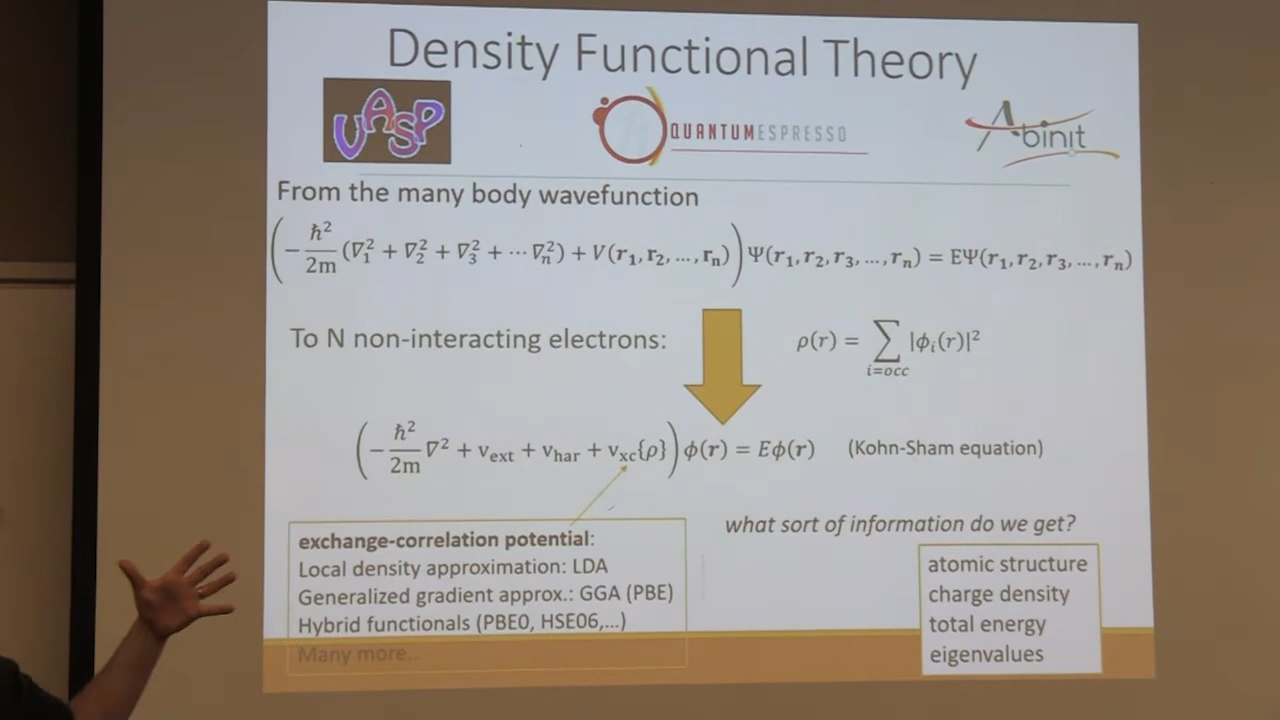 Density Functional Theory
VASP
QUANTUMESPRESSO
Abinit
From the many body wavefunction
(−ħ²/2m (∇₁² + ∇₂² + ∇₃² + ⋯ ∇ₙ²) + V(r₁, r₂, …, rₙ)) Ψ(r₁, r₂, r₃, …, rₙ) = EΨ(r₁, r₂, r₃, …, rₙ)
To N non-interacting electrons:
ρ(r) = ∑ᵢ₌ₒcc |ϕᵢ(r)|²
(−ħ²/2m ∇² + v_ext + v_har + v_xc{ρ}) ϕ(r) = Eϕ(r) (Kohn-Sham equation)
exchange-correlation potential:
Local density approximation: LDA
Generalized gradient approx.: GGA (PBE)
Hybrid functionals (PBE0, HSE06,...)
Many more..
what sort of information do we get?
atomic structure
charge density
total energy
eigenvalues